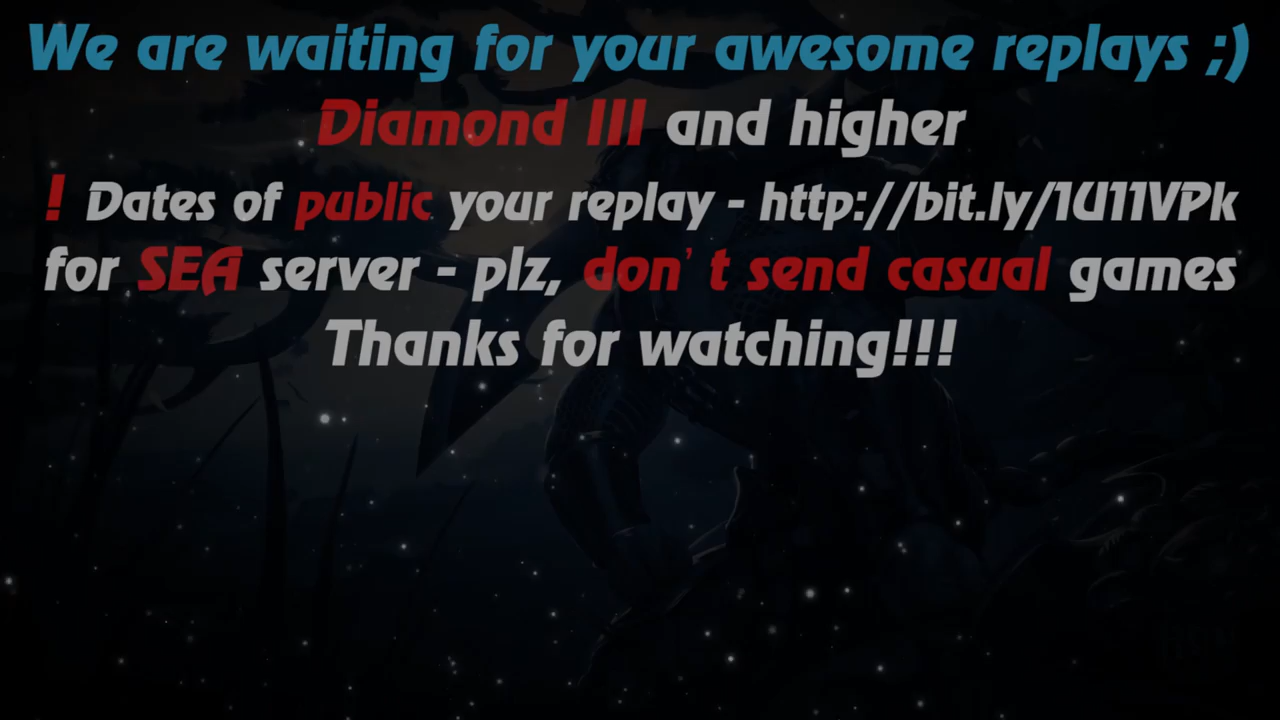 We are waiting for your awesome replays ;)
Diamond III and higher
! Dates of public your replay - http://bit.ly/1U11VPk
for SEA server - plz, don't send casual games
Thanks for watching!!!